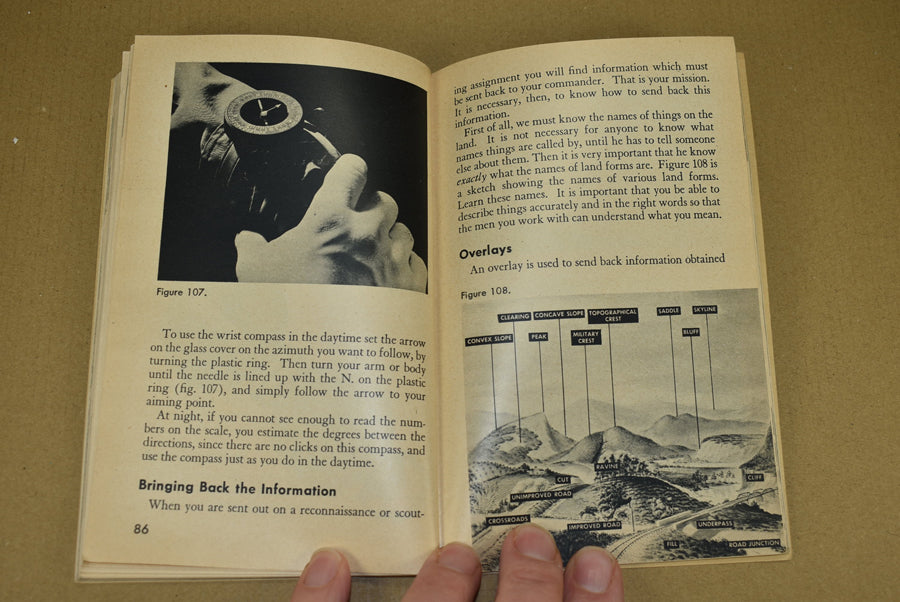 Figure 107.
To use the wrist compass in the daytime set the arrow
on the glass cover on the azimuth you want to follow, by
turning the plastic ring. Then turn your arm or body
until the needle is lined up with the N. on the plastic
ring (fig. 107), and simply follow the arrow to your
aiming point.
At night, if you cannot see enough to read the num-
bers on the scale, you estimate the degrees between the
directions, since there are no clicks on this compass, and
use the compass just as you do in the daytime.
Bringing Back the Information
When you are sent out on a reconnaissance or scout-
86
ing assignment you will find information which must
be sent back to your commander. That is your mission.
It is necessary, then, to know how to send back this
information.
First of all, we must know the names of things on the
land. It is not necessary for anyone to know what
names things are called by, until he has to tell someone
else about them. Then it is very important that he know
exactly what the names of land forms are. Figure 108 is
a sketch showing the names of various land forms.
Learn these names. It is important that you be able to
describe things accurately and in the right words so that
the men you work with can understand what you mean.
Overlays
An overlay is used to send back information obtained
Figure 108.
CLEARING
CONCAVE SLOPE
TOPOGRAPHICAL
CREST
SADDLE
SKYLINE
CONVEX SLOPE
PEAK
MILITARY
CREST
BLUFF
RAVINE
CUT
CLIFF
UNIMPROVED ROAD
CROSSROADS
IMPROVED ROAD
UNDERPASS
FILL
ROAD JUNCTION